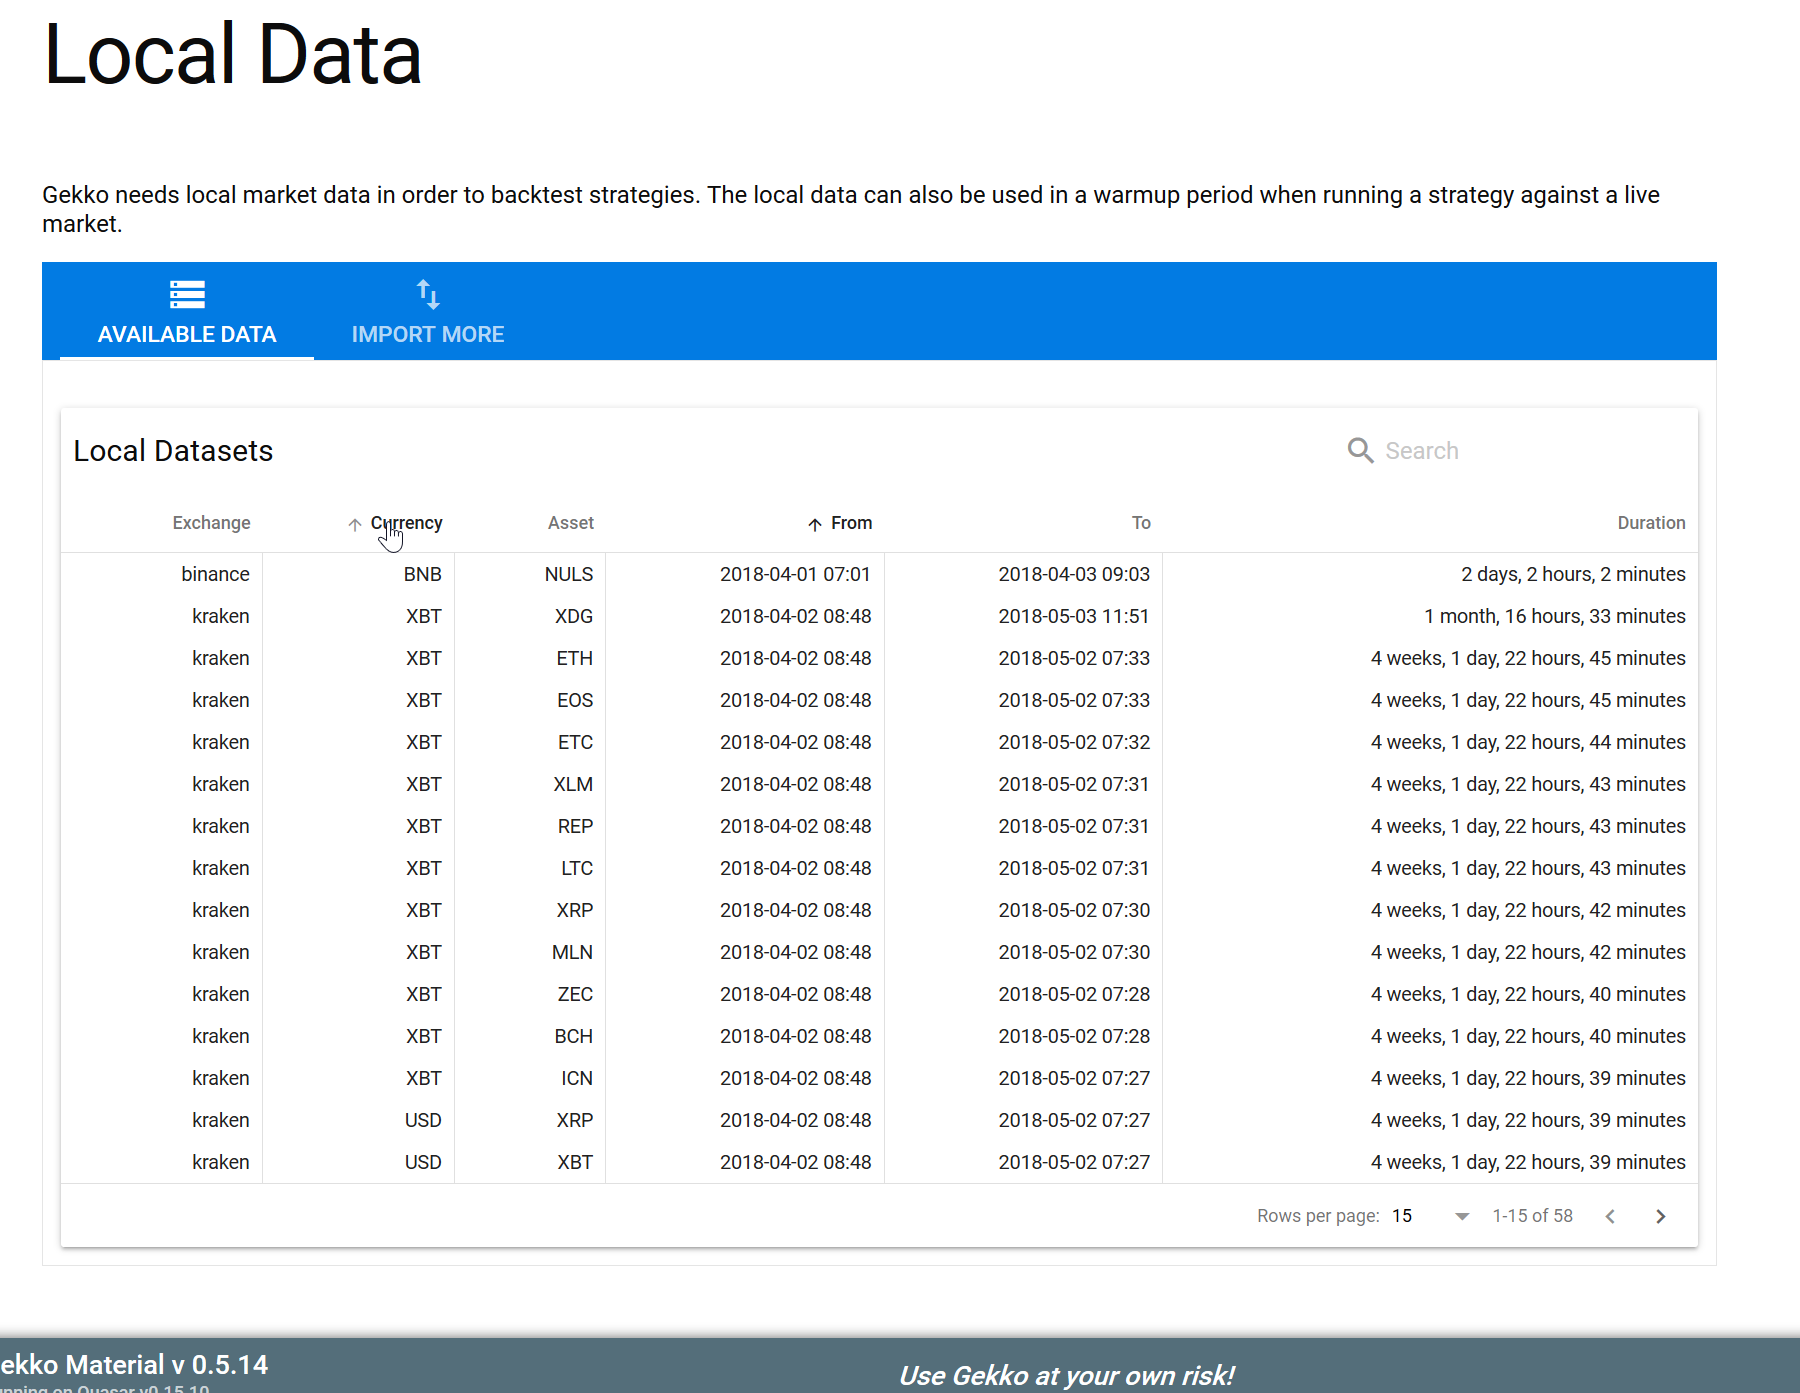 Local Data
Gekko needs local market data in order to backtest strategies. The local data can also be used in a warmup period when running a strategy against a live
market.
AVAILABLE DATA IMPORT MORE
Local Datasets Search
Exchange Currency Asset From To Duration
binance BNB NULS 2018-04-01 07:01 2018-04-03 09:03 2 days, 2 hours, 2 minutes
kraken XBT XDG 2018-04-02 08:48 2018-05-03 11:51 1 month, 16 hours, 33 minutes
kraken XBT ETH 2018-04-02 08:48 2018-05-02 07:33 4 weeks, 1 day, 22 hours, 45 minutes
kraken XBT EOS 2018-04-02 08:48 2018-05-02 07:33 4 weeks, 1 day, 22 hours, 45 minutes
kraken XBT ETC 2018-04-02 08:48 2018-05-02 07:32 4 weeks, 1 day, 22 hours, 44 minutes
kraken XBT XLM 2018-04-02 08:48 2018-05-02 07:31 4 weeks, 1 day, 22 hours, 43 minutes
kraken XBT REP 2018-04-02 08:48 2018-05-02 07:31 4 weeks, 1 day, 22 hours, 43 minutes
kraken XBT LTC 2018-04-02 08:48 2018-05-02 07:31 4 weeks, 1 day, 22 hours, 43 minutes
kraken XBT XRP 2018-04-02 08:48 2018-05-02 07:30 4 weeks, 1 day, 22 hours, 42 minutes
kraken XBT MLN 2018-04-02 08:48 2018-05-02 07:30 4 weeks, 1 day, 22 hours, 42 minutes
kraken XBT ZEC 2018-04-02 08:48 2018-05-02 07:28 4 weeks, 1 day, 22 hours, 40 minutes
kraken XBT BCH 2018-04-02 08:48 2018-05-02 07:28 4 weeks, 1 day, 22 hours, 40 minutes
kraken XBT ICN 2018-04-02 08:48 2018-05-02 07:27 4 weeks, 1 day, 22 hours, 39 minutes
kraken USD XRP 2018-04-02 08:48 2018-05-02 07:27 4 weeks, 1 day, 22 hours, 39 minutes
kraken USD XBT 2018-04-02 08:48 2018-05-02 07:27 4 weeks, 1 day, 22 hours, 39 minutes
Rows per page: 15 1-15 of 58
ekko Material v 0.5.14
nning on Quasar v0.15.10
Use Gekko at your own risk!